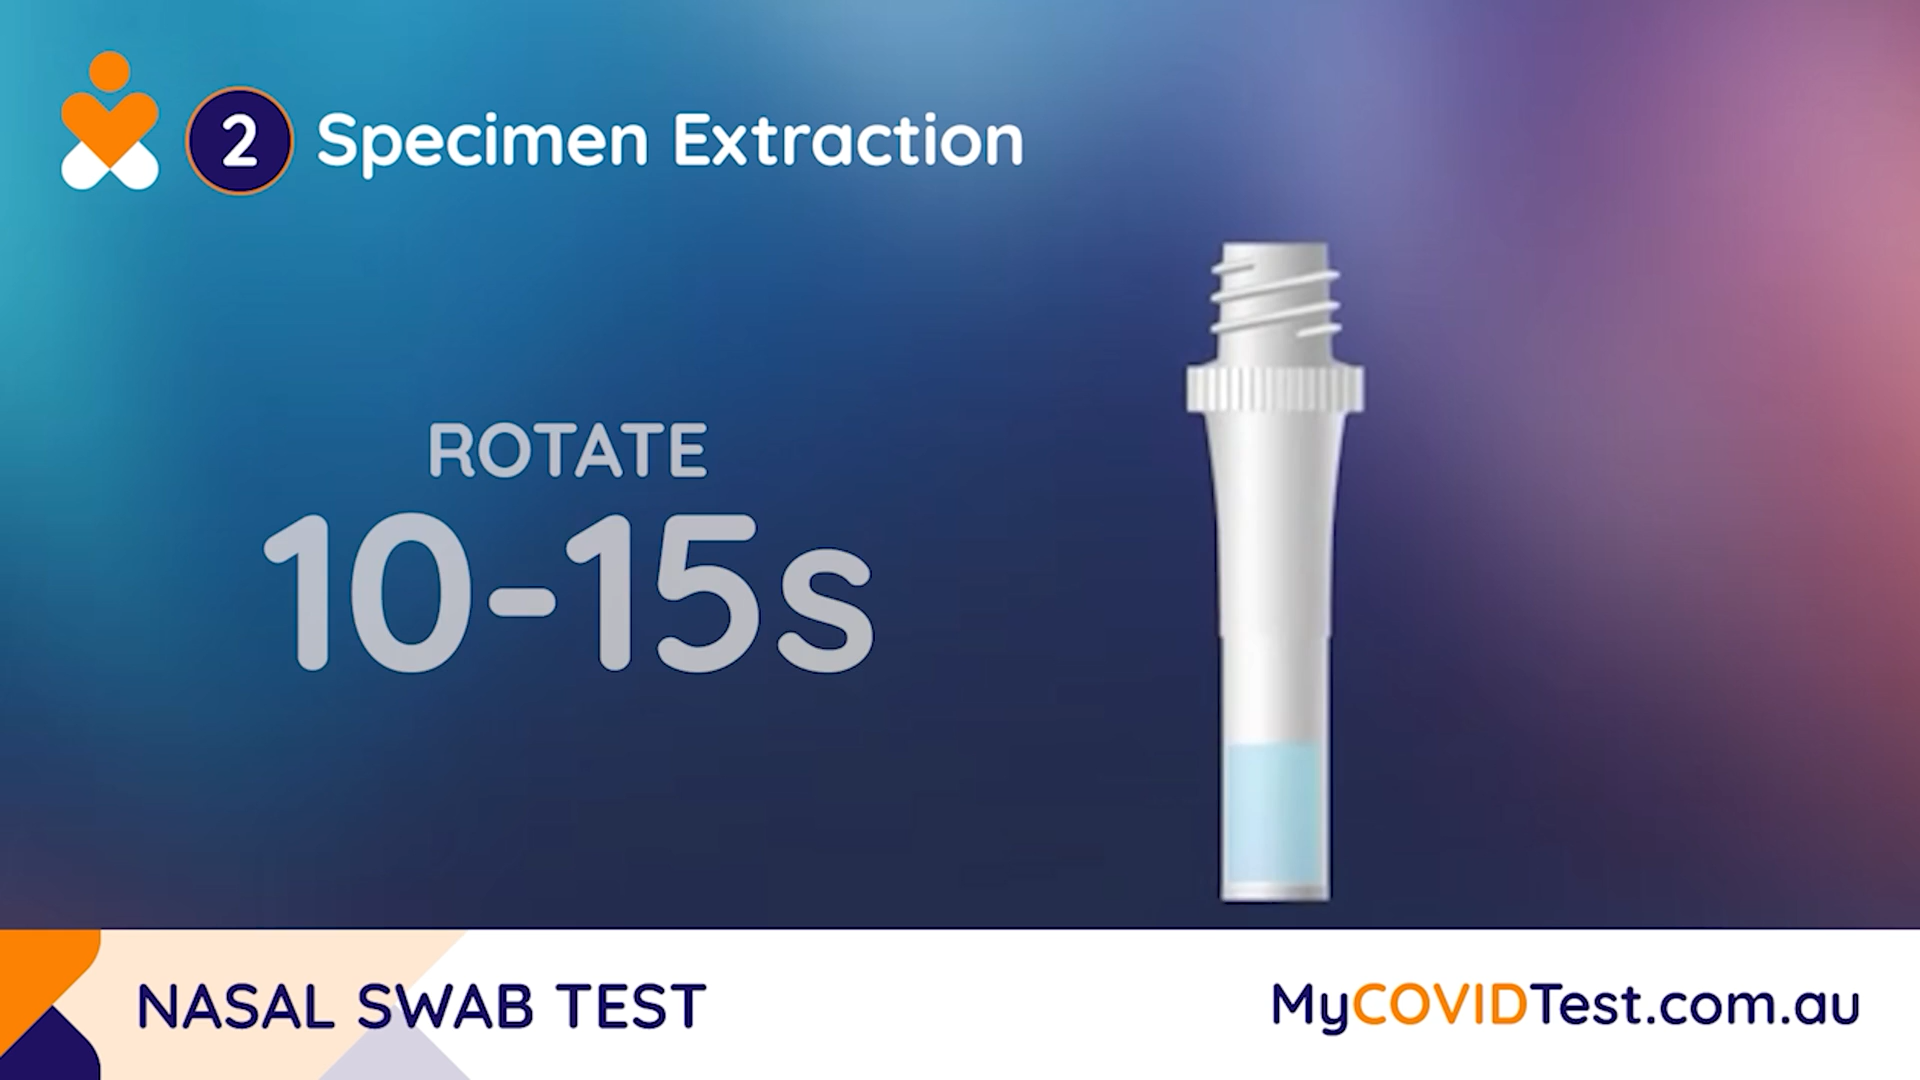 2 Specimen Extraction
ROTATE
10-15s
NASAL SWAB TEST
MyCOVIDTest.com.au